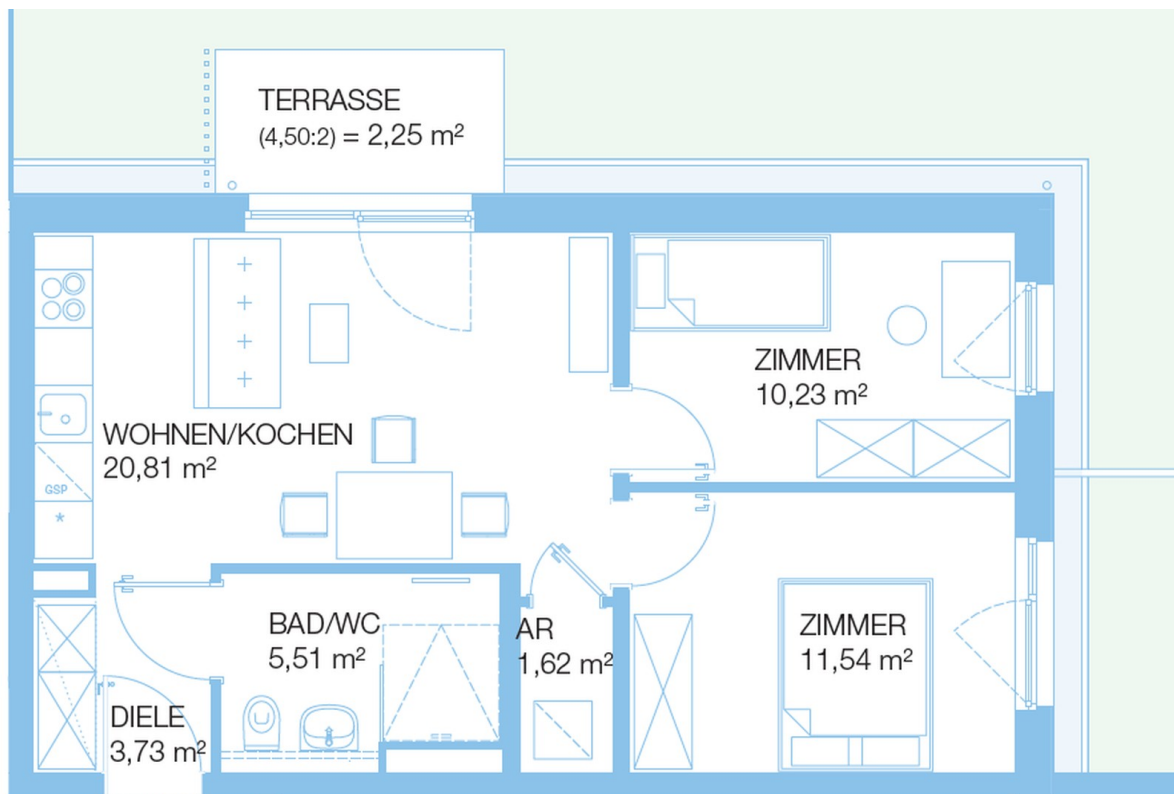 TERRASSE
(4,50:2) = 2,25 m²
ZIMMER
10,23 m²
WOHNEN/KOCHEN
20,81 m²
GSP
*
BAD/WC
5,51 m²
AR
1,62 m²
ZIMMER
11,54 m²
DIELE
3,73 m²